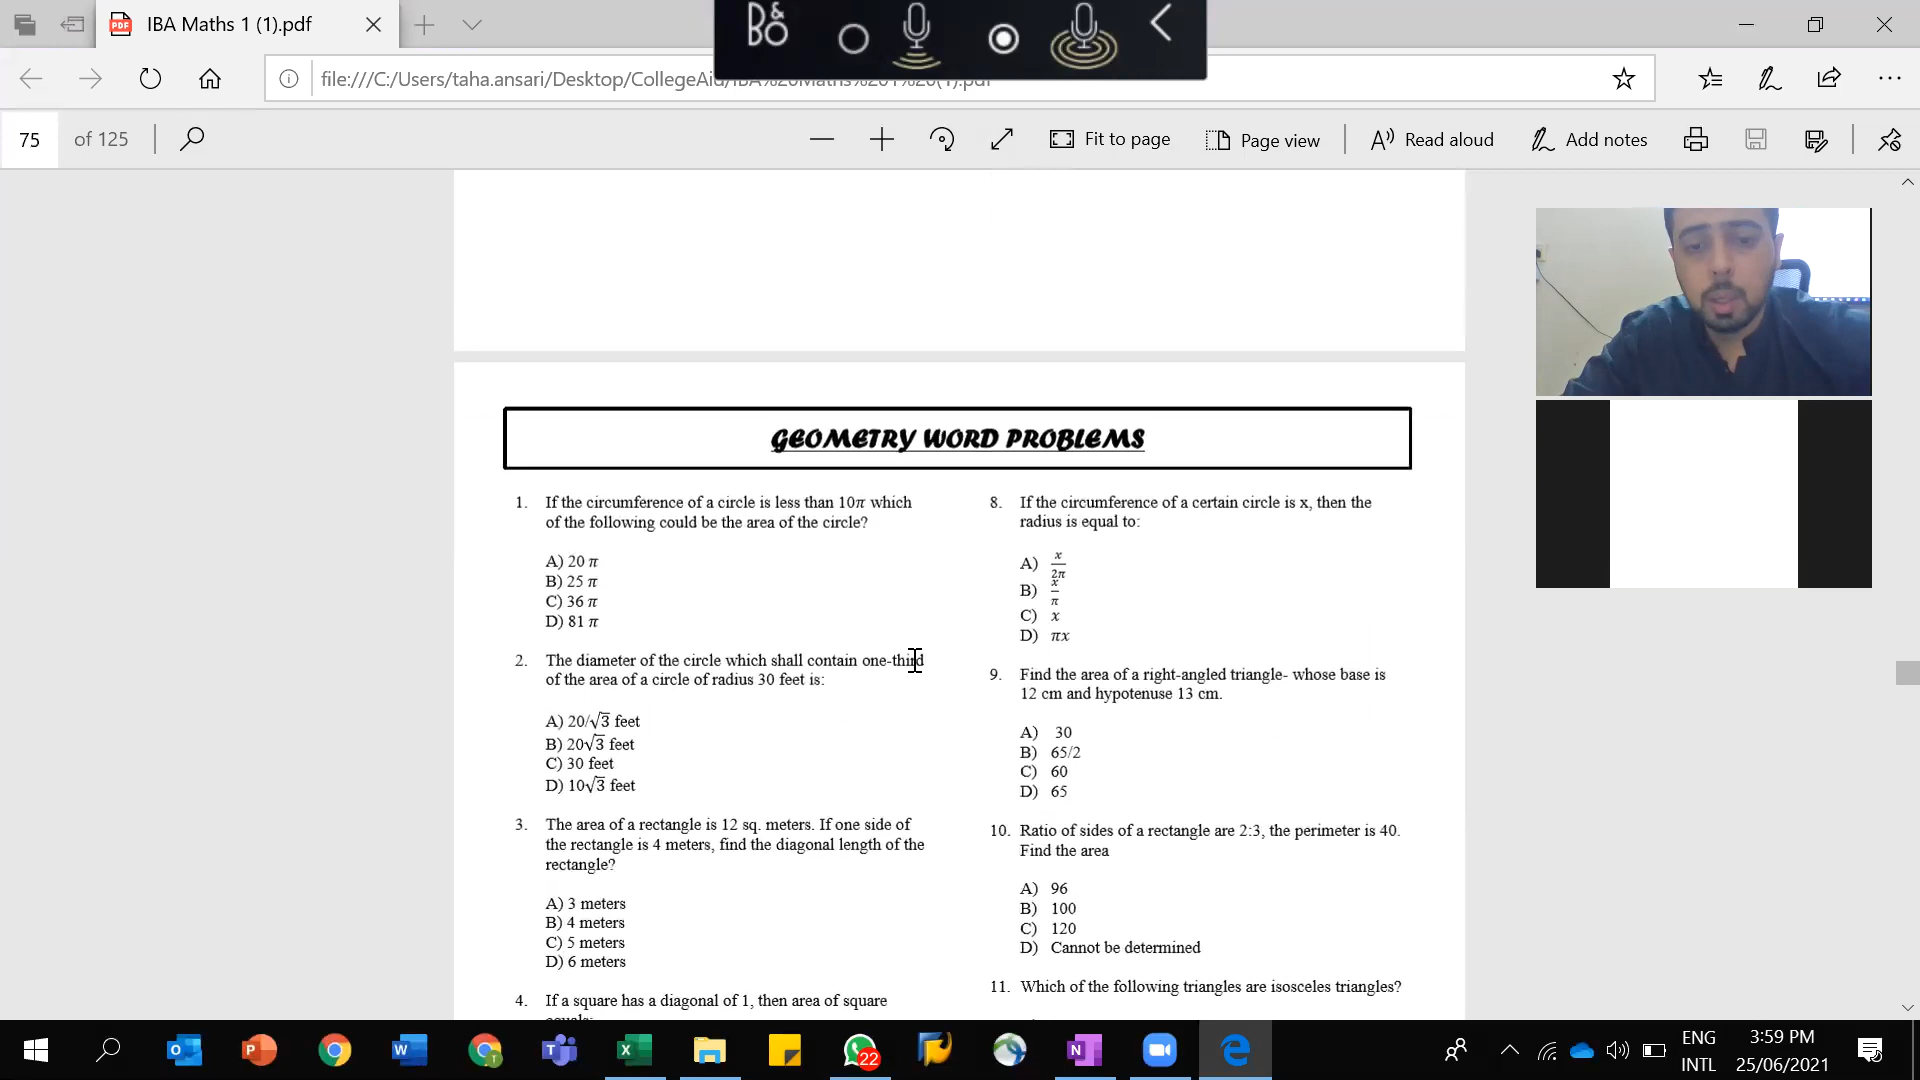 IBA Maths 1 (1).pdf
B&O
file:///C:/Users/taha.ansari/Desktop/CollegeAid/IBA%20Maths%201%20(1).pdf
75 of 125
Fit to page
Page view
Read aloud
Add notes
GEOMETRY WORD PROBLEMS
1. If the circumference of a circle is less than 10π which
of the following could be the area of the circle?
A) 20 π
B) 25 π
C) 36 π
D) 81 π
2. The diameter of the circle which shall contain one-third
of the area of a circle of radius 30 feet is:
A) 20/√3 feet
B) 20√3 feet
C) 30 feet
D) 10√3 feet
3. The area of a rectangle is 12 sq. meters. If one side of
the rectangle is 4 meters, find the diagonal length of the
rectangle?
A) 3 meters
B) 4 meters
C) 5 meters
D) 6 meters
4. If a square has a diagonal of 1, then area of square
equals:
8. If the circumference of a certain circle is x, then the
radius is equal to:
A) x/2π
B) x/π
C) x
D) πx
9. Find the area of a right-angled triangle- whose base is
12 cm and hypotenuse 13 cm.
A) 30
B) 65/2
C) 60
D) 65
10. Ratio of sides of a rectangle are 2:3, the perimeter is 40.
Find the area
A) 96
B) 100
C) 120
D) Cannot be determined
11. Which of the following triangles are isosceles triangles?
22
ENG
INTL
3:59 PM
25/06/2021